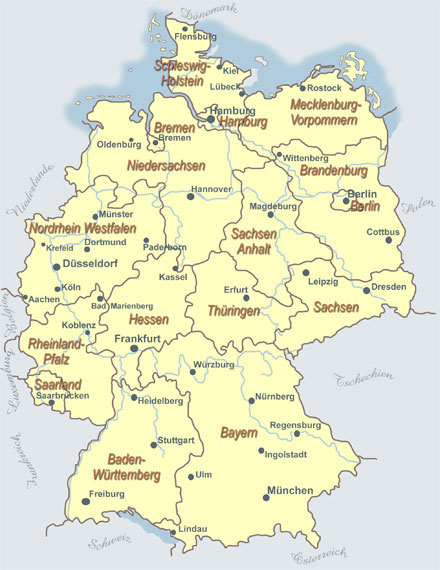 Dänemark
Flensburg
Schleswig-
Holstein
Kiel
Lübeck
Rostock
Mecklenburg-
Vorpommern
Hamburg
Hamburg
Bremen
Bremen
Oldenburg
Niedersachsen
Wittenberg
Brandenburg
Niederlande
Hannover
Berlin
Berlin
Polen
Münster
Magdeburg
Nordrhein Westfalen
Sachsen
Anhalt
Cottbus
Krefeld
Dortmund
Paderborn
Düsseldorf
Kassel
Leipzig
Köln
Erfurt
Dresden
Aachen
Bad Marienberg
Belgien
Hessen
Thüringen
Sachsen
Koblenz
Rheinland-
Pfalz
Frankfurt
Luxemburg
Würzburg
Tschechien
Saarland
Saarbrücken
Heidelberg
Nürnberg
Frankreich
Regensburg
Bayern
Stuttgart
Baden-
Württemberg
Ingolstadt
Ulm
Freiburg
München
Lindau
Schweiz
Österreich